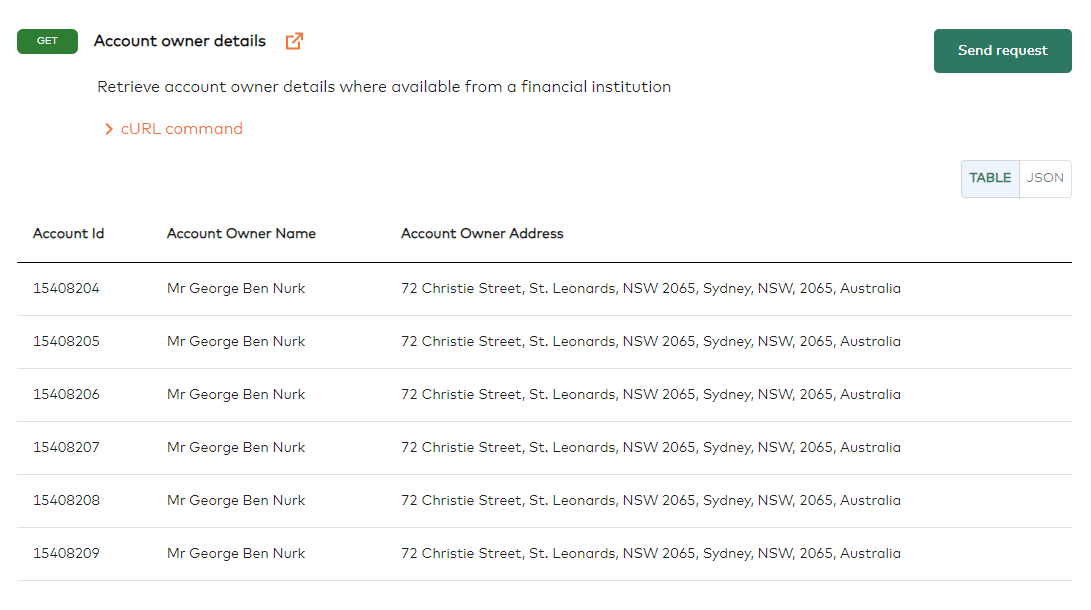 GET Account owner details
Send request
Retrieve account owner details where available from a financial institution
cURL command
TABLE JSON
Account Id Account Owner Name Account Owner Address
15408204 Mr George Ben Nurk 72 Christie Street, St. Leonards, NSW 2065, Sydney, NSW, 2065, Australia
15408205 Mr George Ben Nurk 72 Christie Street, St. Leonards, NSW 2065, Sydney, NSW, 2065, Australia
15408206 Mr George Ben Nurk 72 Christie Street, St. Leonards, NSW 2065, Sydney, NSW, 2065, Australia
15408207 Mr George Ben Nurk 72 Christie Street, St. Leonards, NSW 2065, Sydney, NSW, 2065, Australia
15408208 Mr George Ben Nurk 72 Christie Street, St. Leonards, NSW 2065, Sydney, NSW, 2065, Australia
15408209 Mr George Ben Nurk 72 Christie Street, St. Leonards, NSW 2065, Sydney, NSW, 2065, Australia